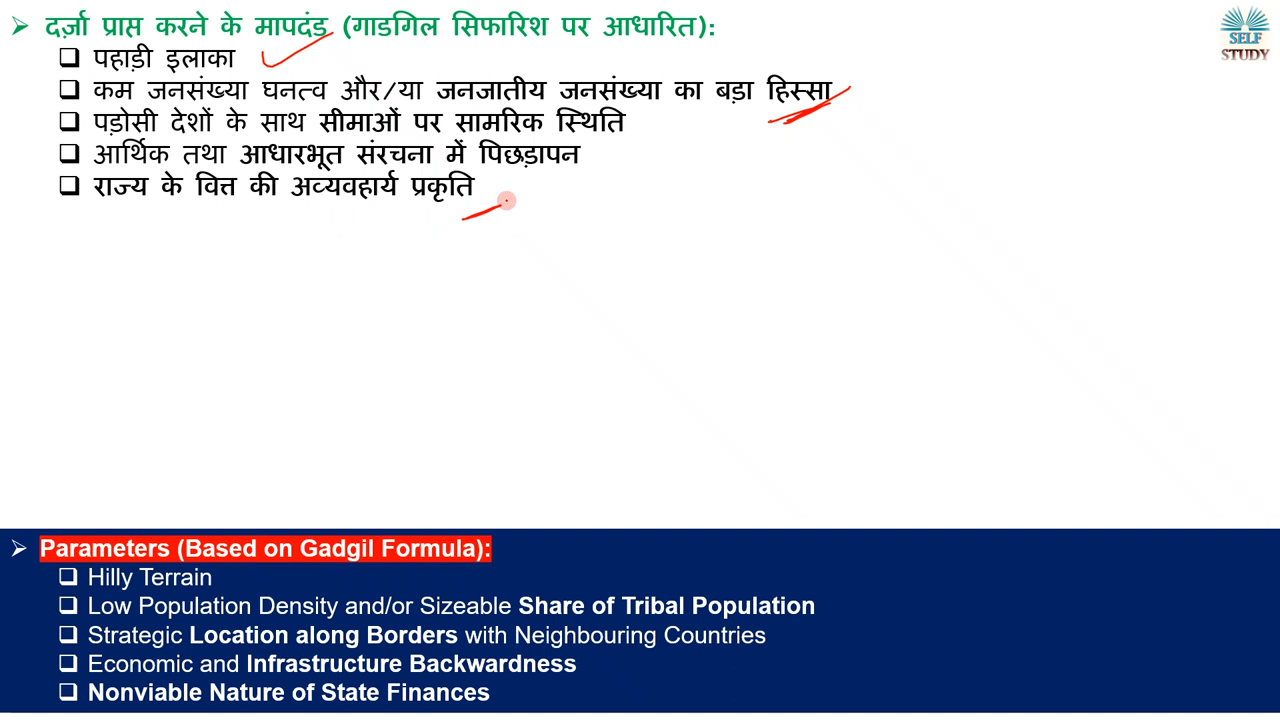 दर्ज़ा प्राप्त करने के मापदंड (गाडगिल सिफारिश पर आधारित):
पहाड़ी इलाका
कम जनसंख्या घनत्व और/या जनजातीय जनसंख्या का बड़ा हिस्सा
पड़ोसी देशों के साथ सीमाओं पर सामरिक स्थिति
आर्थिक तथा आधारभूत संरचना में पिछड़ापन
राज्य के वित्त की अव्यवहार्य प्रकृति
SELF
STUDY
Parameters (Based on Gadgil Formula):
Hilly Terrain
Low Population Density and/or Sizeable Share of Tribal Population
Strategic Location along Borders with Neighbouring Countries
Economic and Infrastructure Backwardness
Nonviable Nature of State Finances